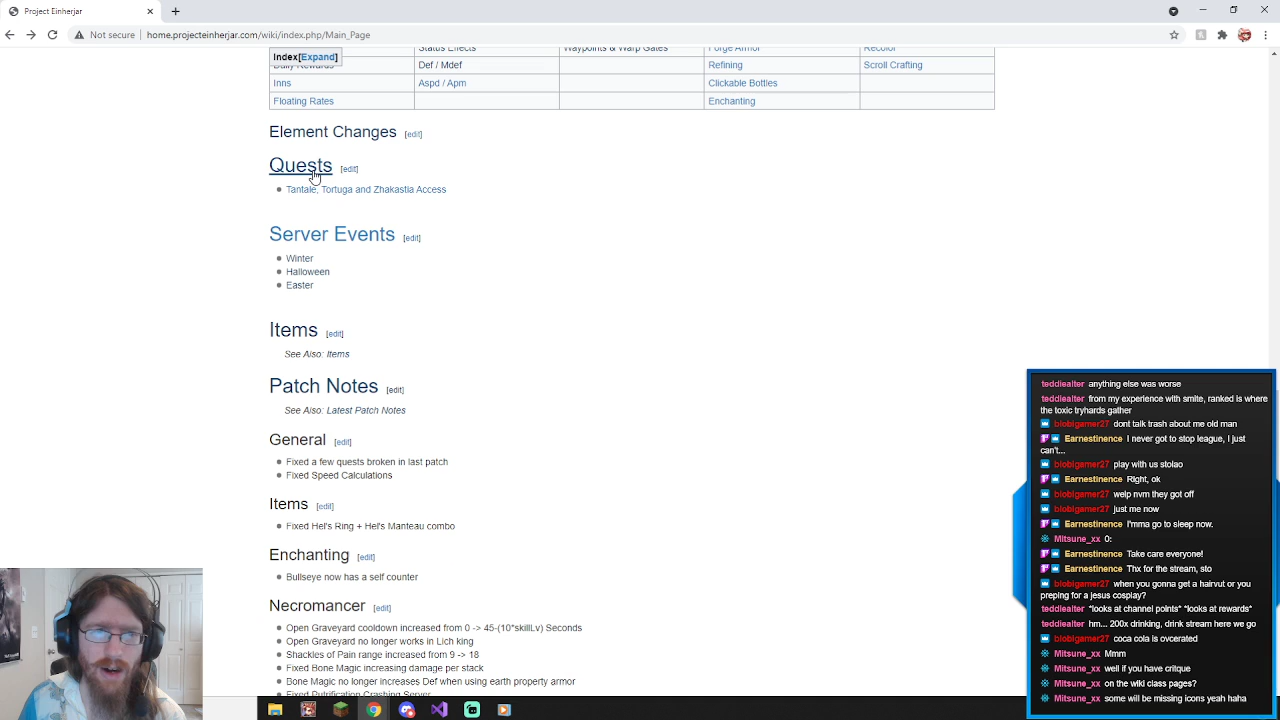 Project Einherjar
Not secure | home.projecteinherjar.com/wiki/index.php/Main_Page
Index[Expand]
Status Effects Waypoints & Warp Gates Forge Armor Recolor
Daily Rewards Def / Mdef Refining Scroll Crafting
Inns Aspd / Apm Clickable Bottles
Floating Rates Enchanting
Element Changes [edit]
Quests [edit]
Tantale, Tortuga and Zhakastia Access
Server Events [edit]
Winter
Halloween
Easter
Items [edit]
See Also: Items
Patch Notes [edit]
See Also: Latest Patch Notes
General [edit]
Fixed a few quests broken in last patch
Fixed Speed Calculations
Items [edit]
Fixed Hel's Ring + Hel's Manteau combo
Enchanting [edit]
Bullseye now has a self counter
Necromancer [edit]
Open Graveyard cooldown increased from 0 -> 45-(10*skillLv) Seconds
Open Graveyard no longer works in Lich king
Shackles of Pain range increased from 9 -> 18
Fixed Bone Magic increasing damage per stack
Bone Magic no longer increases Def when using earth property armor
Fixed Putrification Crashing Server
teddiealter anything else was worse
teddiealter from my experience with smite, ranked is where
the toxic tryhards gather
blobigamer27 dont talk trash about me old man
Earnestinence I never got to stop league, I just
can't...
blobigamer27 play with us stolao
Earnestinence Right, ok
blobigamer27 welp nvm they got off
blobigamer27 just me now
Earnestinence I'mma go to sleep now.
Mitsune_xx 0:
Earnestinence Take care everyone!
Earnestinence Thx for the stream, sto
blobigamer27 when you gonna get a hairvut or you
preping for a jesus cosplay?
teddiealter *looks at channel points* *looks at rewards*
teddiealter hm... 200x drinking, drink stream here we go
blobigamer27 coca cola is ovcerated
Mitsune_xx Mmm
Mitsune_xx well if you have critque
Mitsune_xx on the wiki class pages?
Mitsune_xx some will be missing icons yeah haha